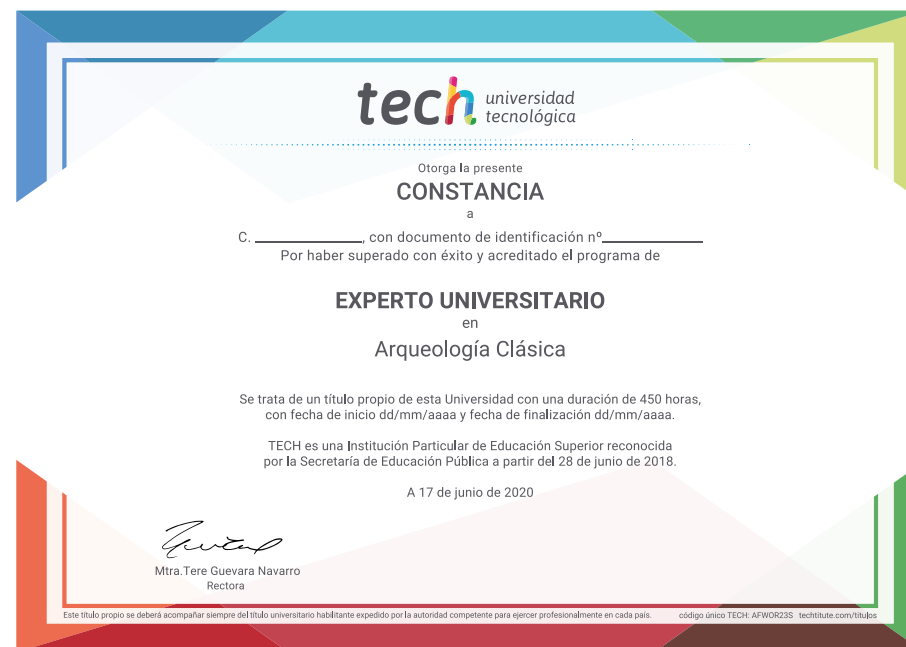 tech universidad
tecnológica
Otorga la presente
CONSTANCIA
a
C. ____________, con documento de identificación nº____________
Por haber superado con éxito y acreditado el programa de
EXPERTO UNIVERSITARIO
en
Arqueología Clásica
Se trata de un título propio de esta Universidad con una duración de 450 horas,
con fecha de inicio dd/mm/aaaa y fecha de finalización dd/mm/aaaa.
TECH es una Institución Particular de Educación Superior reconocida
por la Secretaría de Educación Pública a partir del 28 de junio de 2018.
A 17 de junio de 2020
Mtra.Tere Guevara Navarro
Rectora
Este título propio se deberá acompañar siempre del título universitario habilitante expedido por la autoridad competente para ejercer profesionalmente en cada país. código único TECH: AFWOR23S techtitute.com/titulos